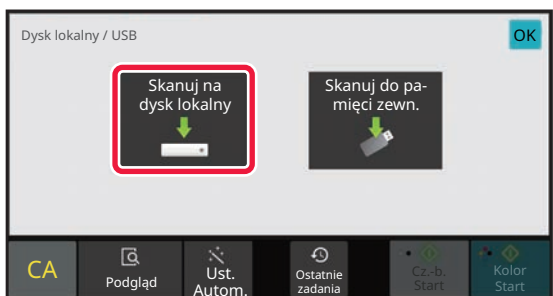 Dysk lokalny / USB
OK
Skanuj na
dysk lokalny
Skanuj do pa-
mięci zewn.
CA
Podgląd
Ust.
Autom.
Ostatnie
zadania
Cz.-b.
Start
Kolor
Start